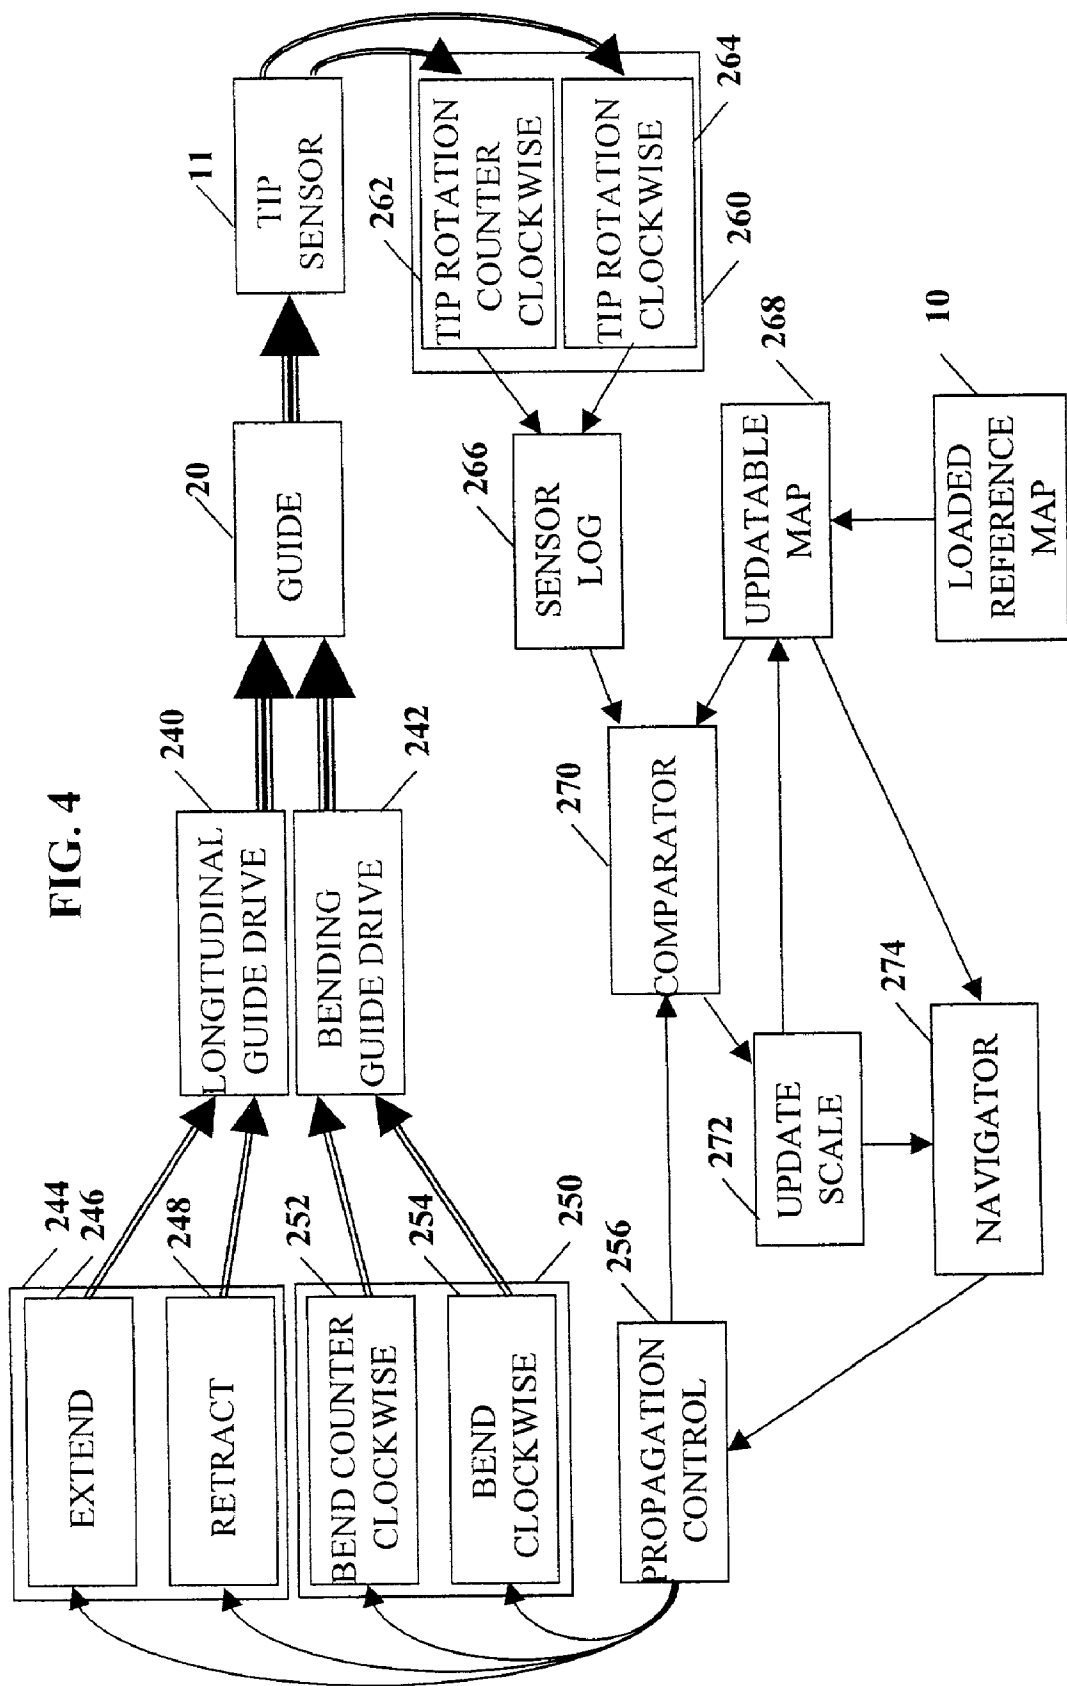 FIG. 4
244
246
EXTEND
248
RETRACT
252
BEND COUNTER
CLOCKWISE
254
BEND
CLOCKWISE
250
240
LONGITUDINAL
GUIDE DRIVE
242
BENDING
GUIDE DRIVE
20
GUIDE
11
TIP
SENSOR
262
TIP ROTATION
COUNTER
CLOCKWISE
264
TIP ROTATION
CLOCKWISE
260
266
SENSOR
LOG
268
UPDATABLE
MAP
10
LOADED
REFERENCE
MAP
270
COMPARATOR
272
UPDATE
SCALE
274
NAVIGATOR
256
PROPAGATION
CONTROL